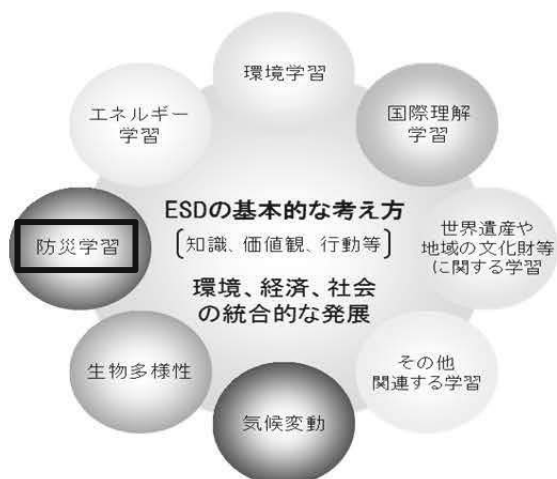 環境学習
エネルギー
学習
国際理解
学習
ESDの基本的な考え方
［知識、価値観、行動等］
環境、経済、社会
の統合的な発展
防災学習
世界遺産や
地域の文化財等
に関する学習
生物多様性
その他
関連する学習
気候変動